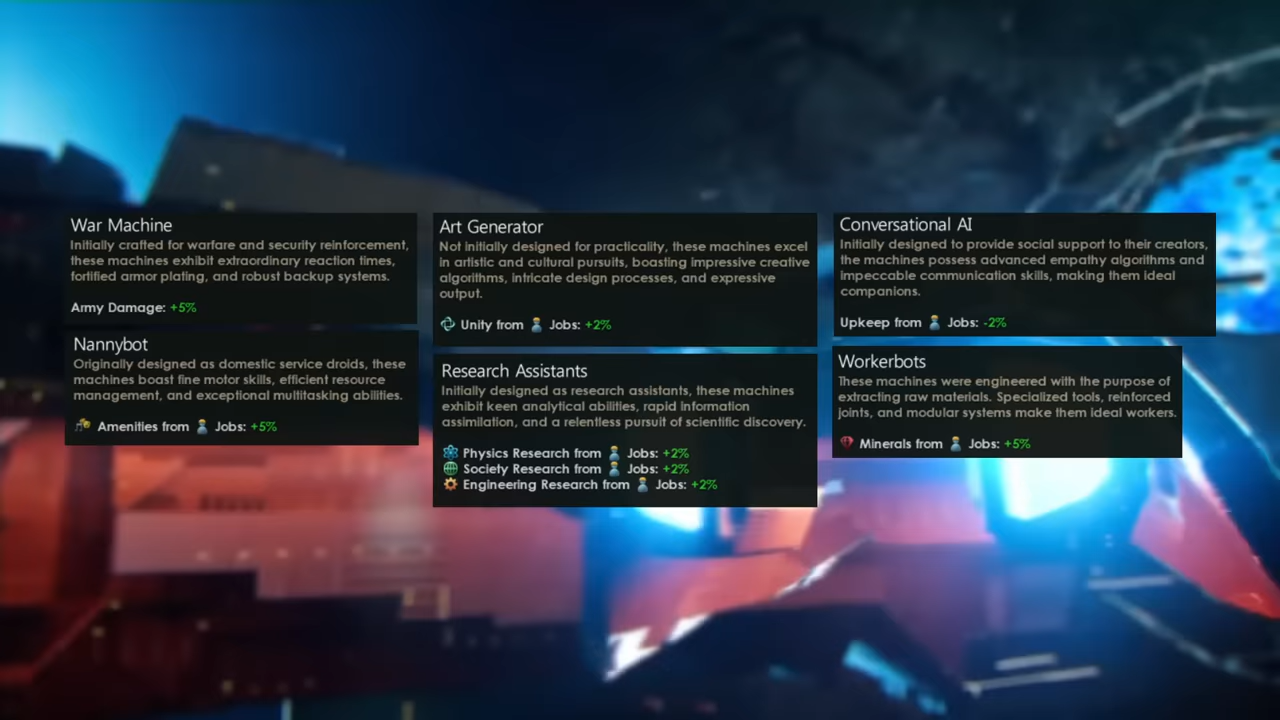 War Machine
Initially crafted for warfare and security reinforcement,
these machines exhibit extraordinary reaction times,
fortified armor plating, and robust backup systems.
Army Damage: +5%
Nannybot
Originally designed as domestic service droids, these
machines boast fine motor skills, efficient resource
management, and exceptional multitasking abilities.
Amenities from Jobs: +5%
Art Generator
Not initially designed for practicality, these machines excel
in artistic and cultural pursuits, boasting impressive creative
algorithms, intricate design processes, and expressive
output.
Unity from Jobs: +2%
Research Assistants
Initially designed as research assistants, these machines
exhibit keen analytical abilities, rapid information
assimilation, and a relentless pursuit of scientific discovery.
Physics Research from Jobs: +2%
Society Research from Jobs: +2%
Engineering Research from Jobs: +2%
Conversational AI
Initially designed to provide social support to their creators,
the machines possess advanced empathy algorithms and
impeccable communication skills, making them ideal
companions.
Upkeep from Jobs: -2%
Workerbots
These machines were engineered with the purpose of
extracting raw materials. Specialized tools, reinforced
joints, and modular systems make them ideal workers.
Minerals from Jobs: +5%